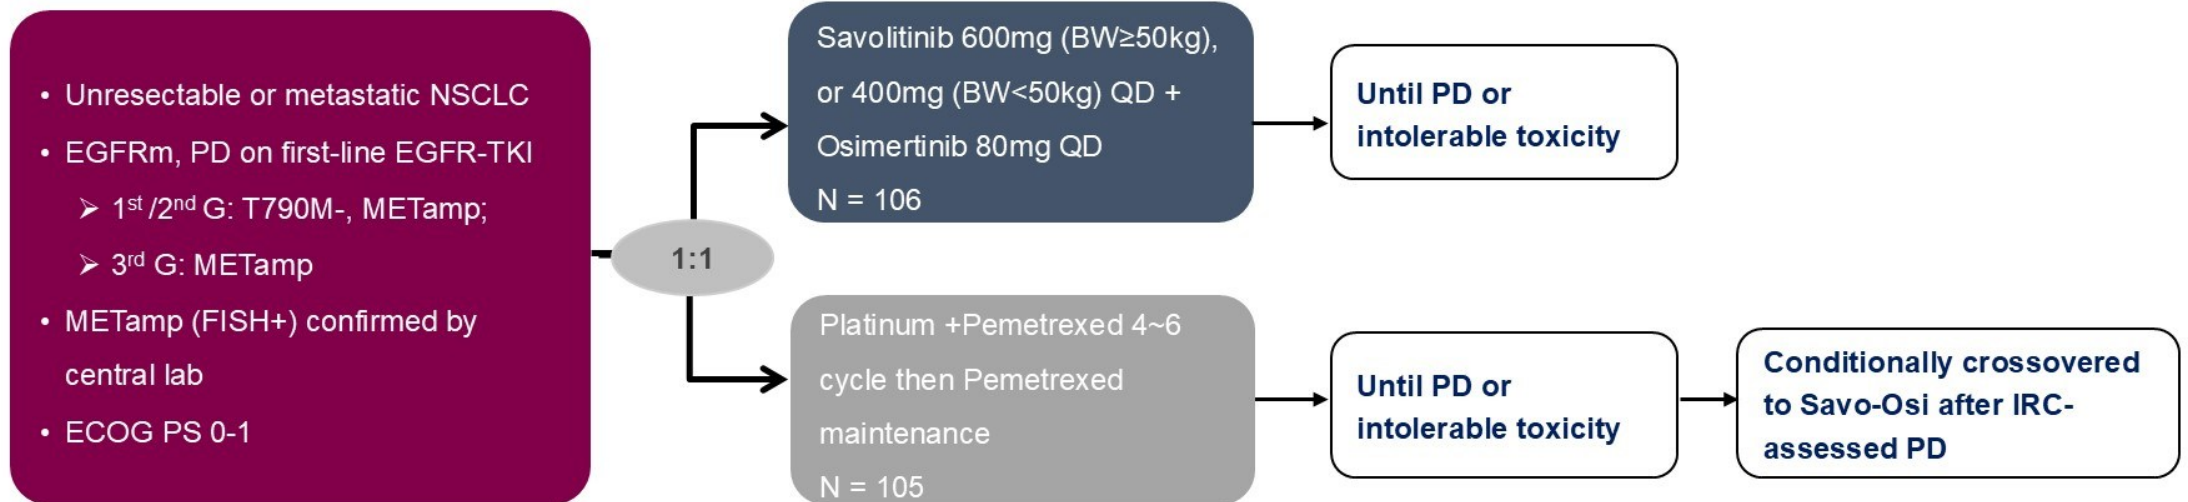 • Unresectable or metastatic NSCLC
• EGFRm, PD on first-line EGFR-TKI
➢ 1st /2nd G: T790M-, METamp;
➢ 3rd G: METamp
• METamp (FISH+) confirmed by
central lab
• ECOG PS 0-1
1:1
Savolitinib 600mg (BW≥50kg),
or 400mg (BW<50kg) QD +
Osimertinib 80mg QD
N = 106
Until PD or
intolerable toxicity
Platinum +Pemetrexed 4~6
cycle then Pemetrexed
maintenance
N = 105
Until PD or
intolerable toxicity
Conditionally crossovered
to Savo-Osi after IRC-
assessed PD